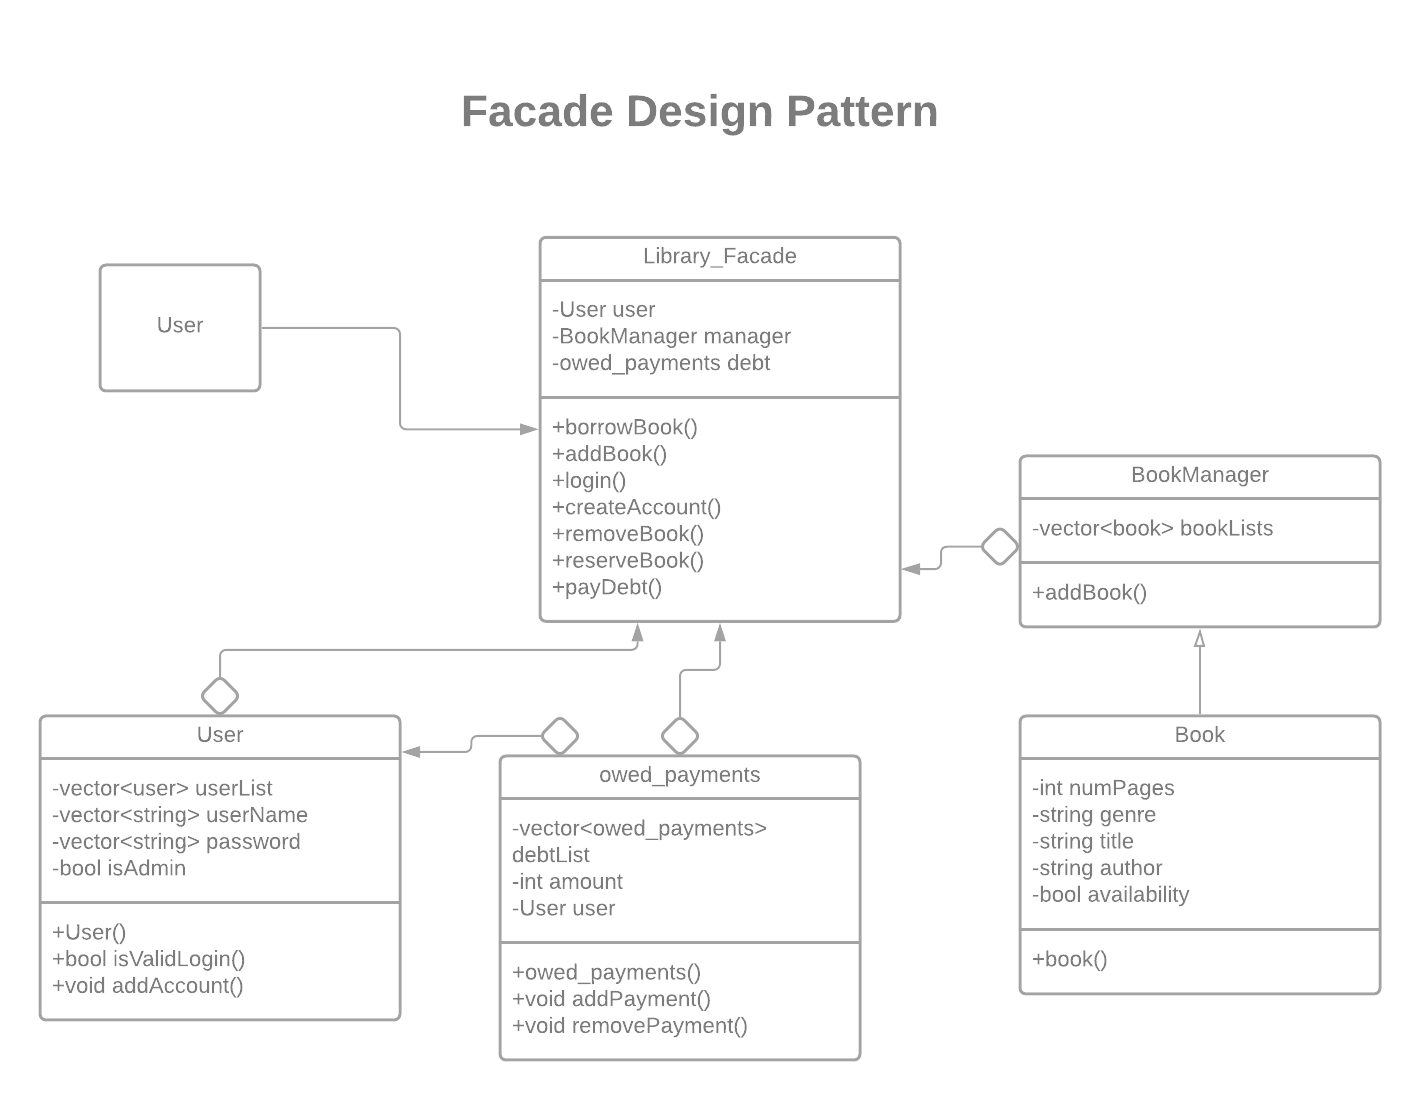 Facade Design Pattern
User
Library_Facade
-User user
-BookManager manager
-owed_payments debt
+borrowBook()
+addBook()
+login()
+createAccount()
+removeBook()
+reserveBook()
+payDebt()
BookManager
-vector<book> bookLists
+addBook()
User
-vector<user> userList
-vector<string> userName
-vector<string> password
-bool isAdmin
+User()
+bool isValidLogin()
+void addAccount()
owed_payments
-vector<owed_payments>
debtList
-int amount
-User user
+owed_payments()
+void addPayment()
+void removePayment()
Book
-int numPages
-string genre
-string title
-string author
-bool availability
+book()